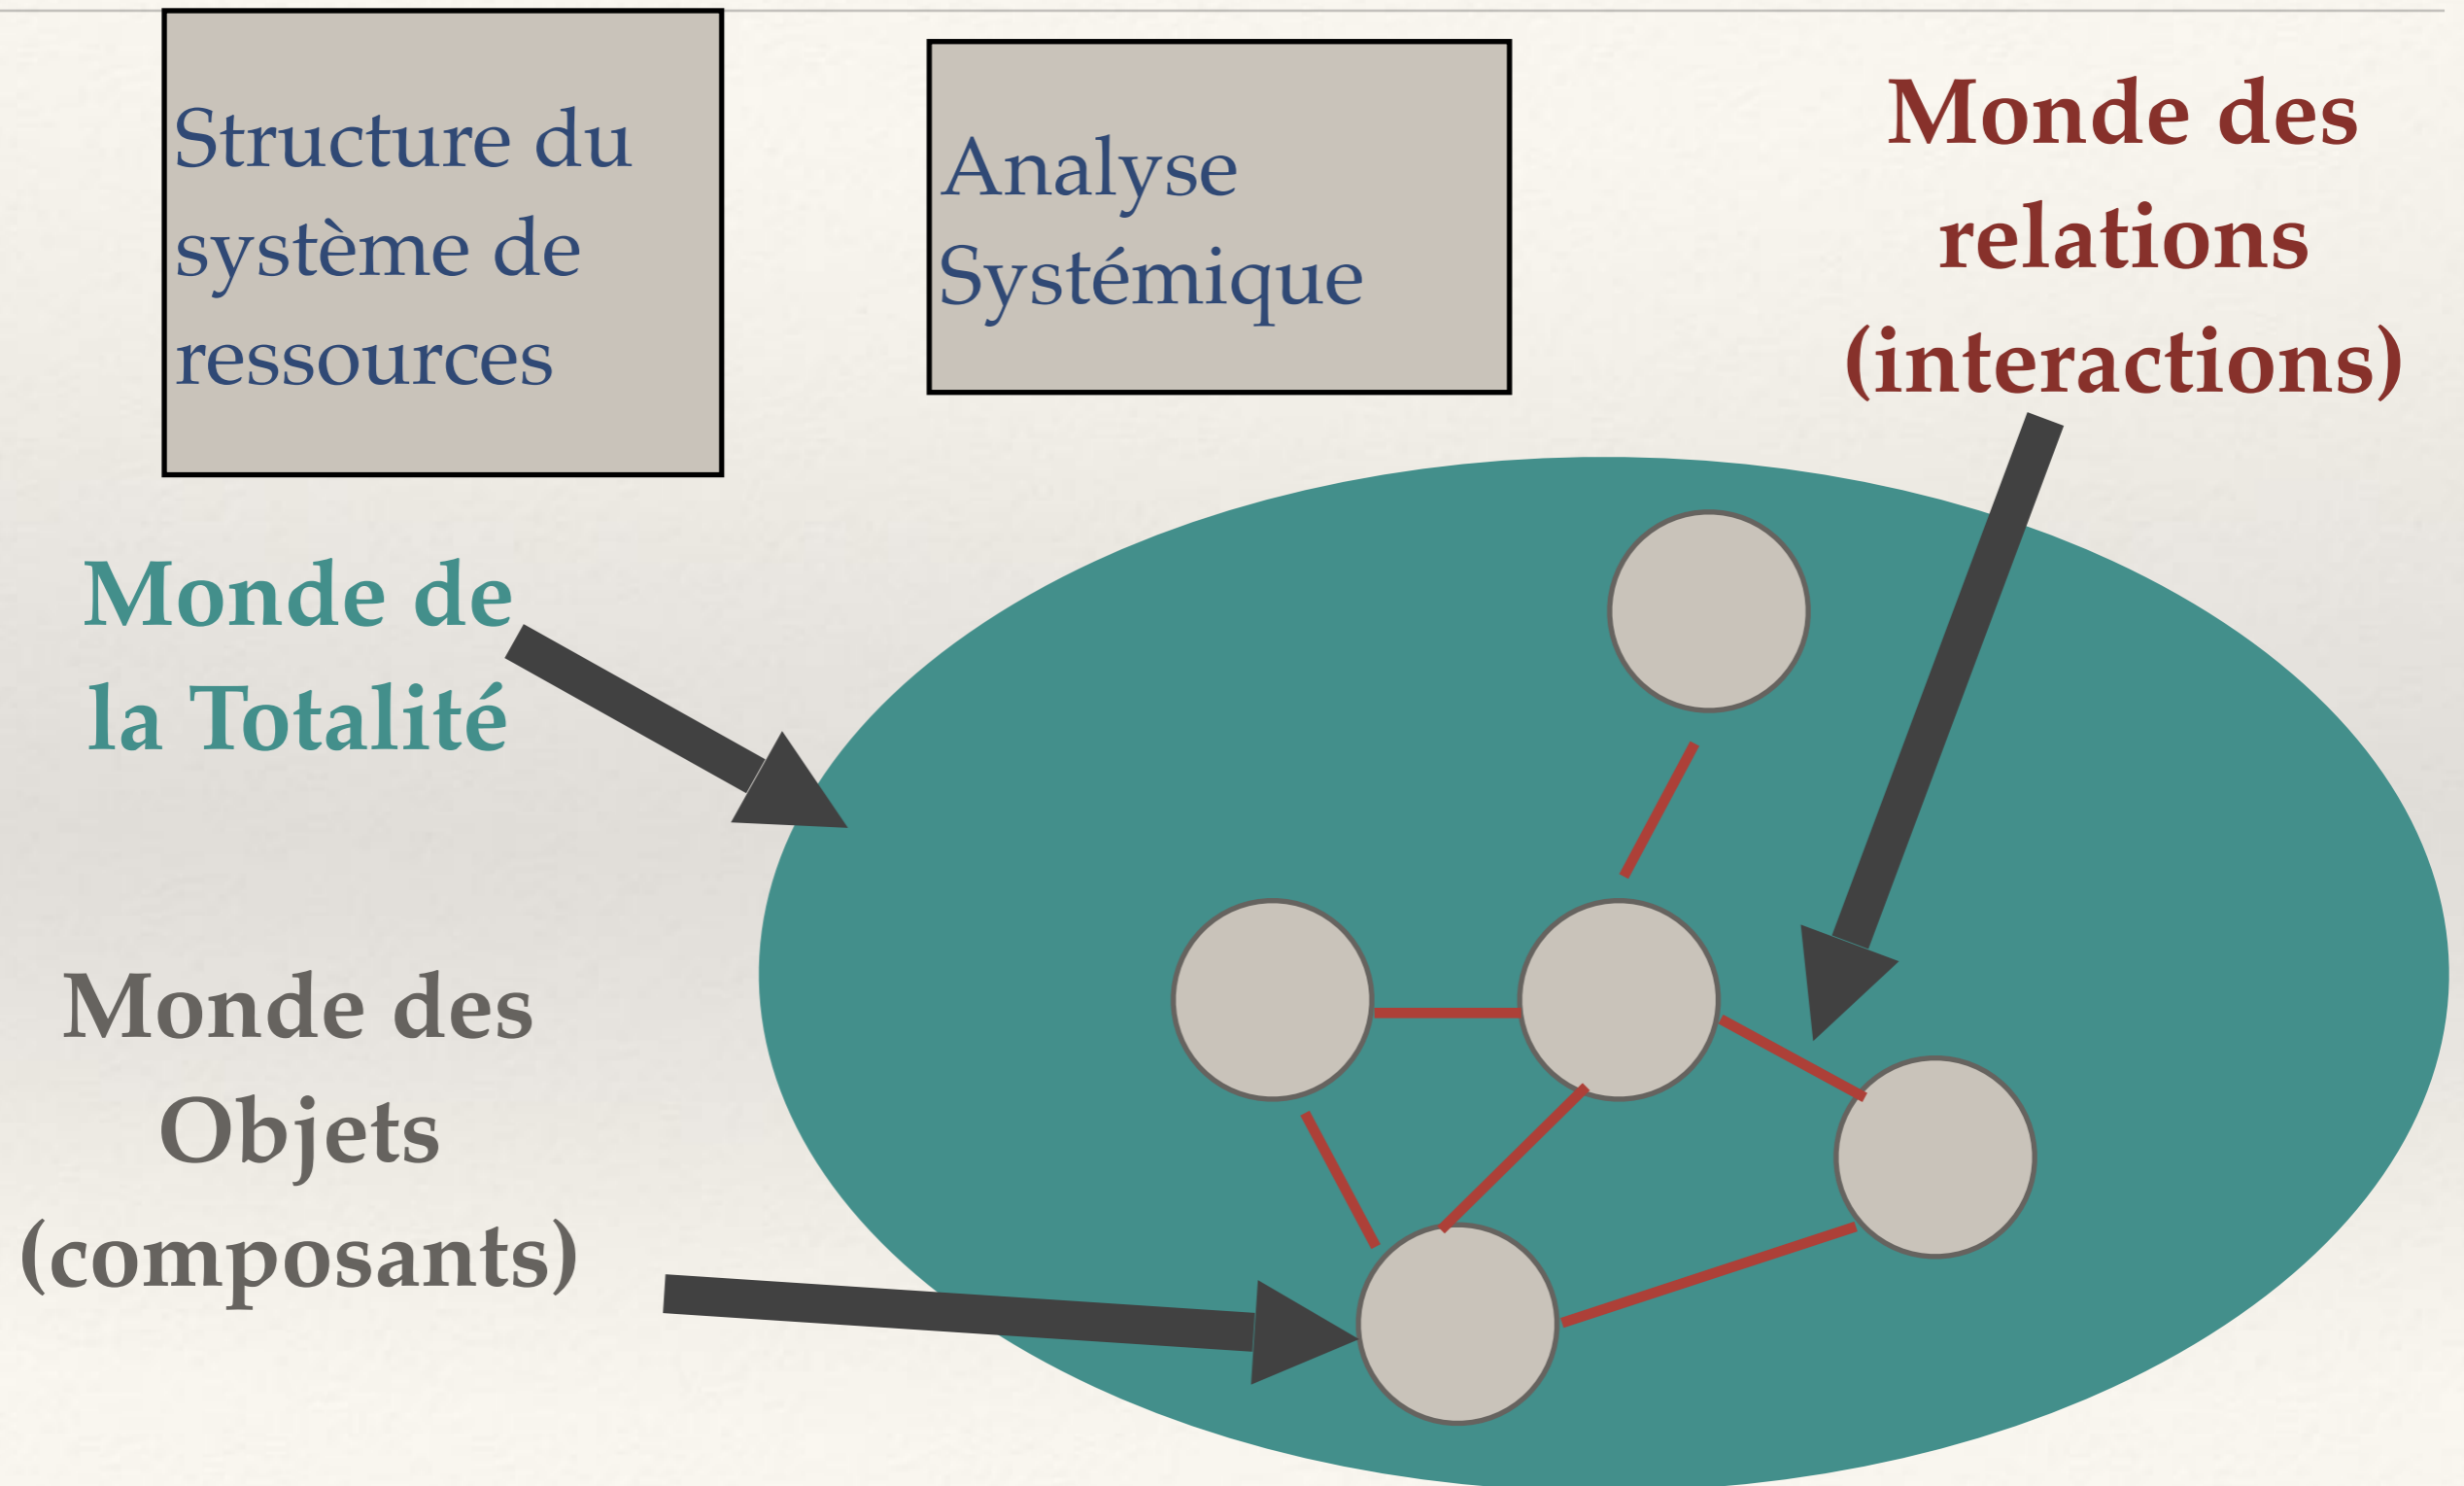 Structure du
système de
ressources
Analyse
Systémique
Monde des
relations
(interactions)
Monde de
la Totalité
Monde des
Objets
(composants)